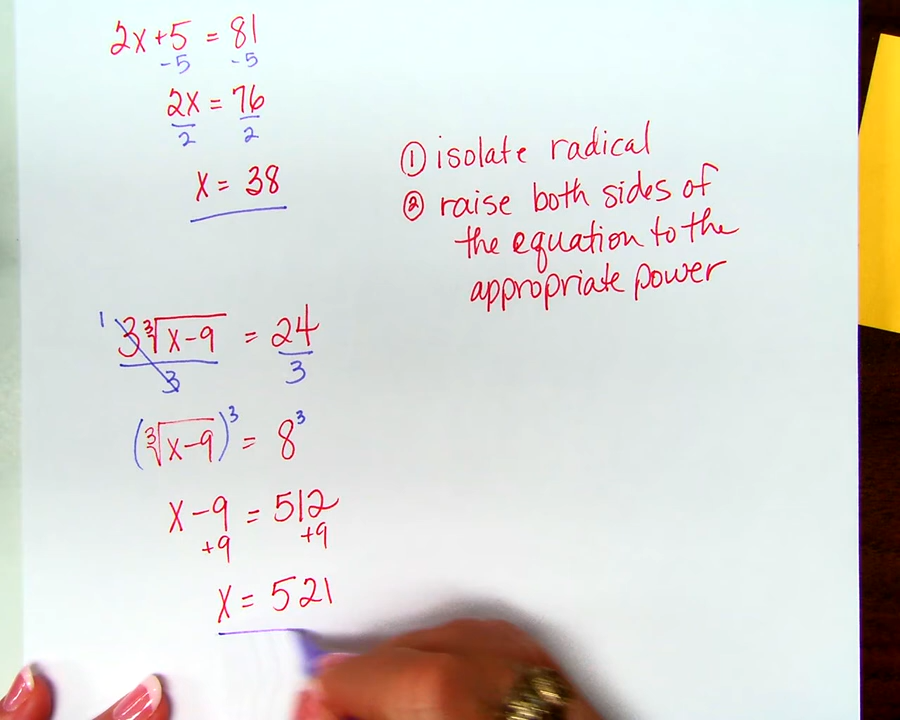 2x+5 = 81
-5 -5
2x = 76
2 2
x = 38
① isolate radical
② raise both sides of
the equation to the
appropriate power
1 3∛x-9 = 24
3 3
(∛x-9)³ = 8³
x-9 = 512
+9 +9
x = 521